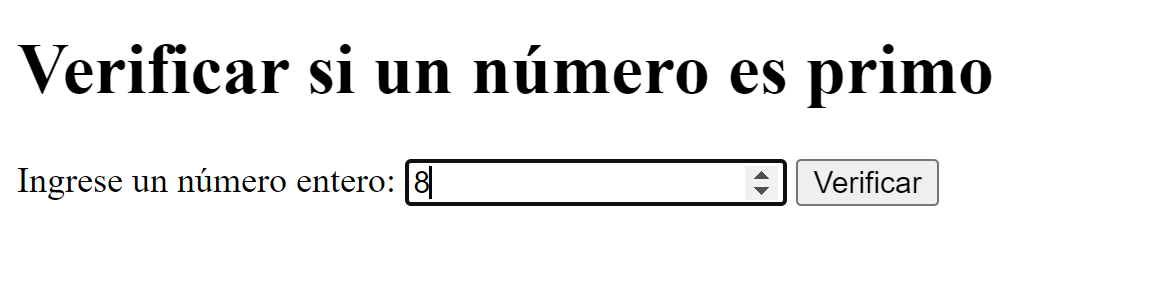 Verificar si un número es primo
Ingrese un número entero: 8 Verificar